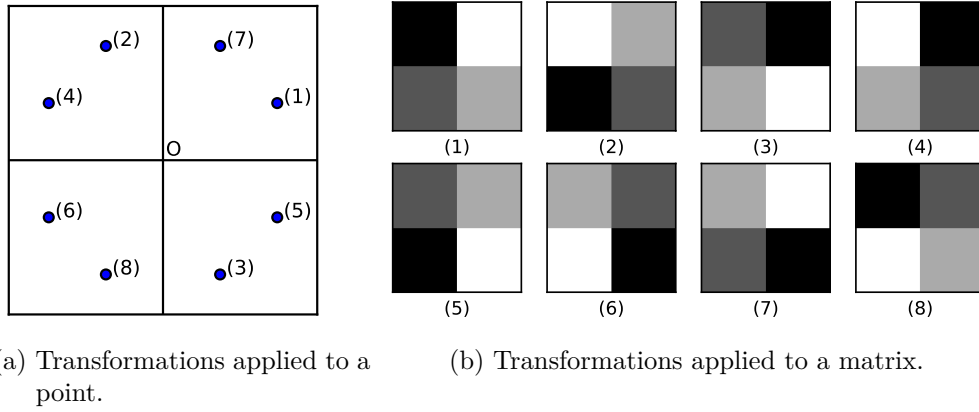 (2) (7)
(4) (1)
O
(6) (5)
(8) (3)
(1) (2) (3) (4)
(5) (6) (7) (8)
a) Transformations applied to a
point.
(b) Transformations applied to a matrix.